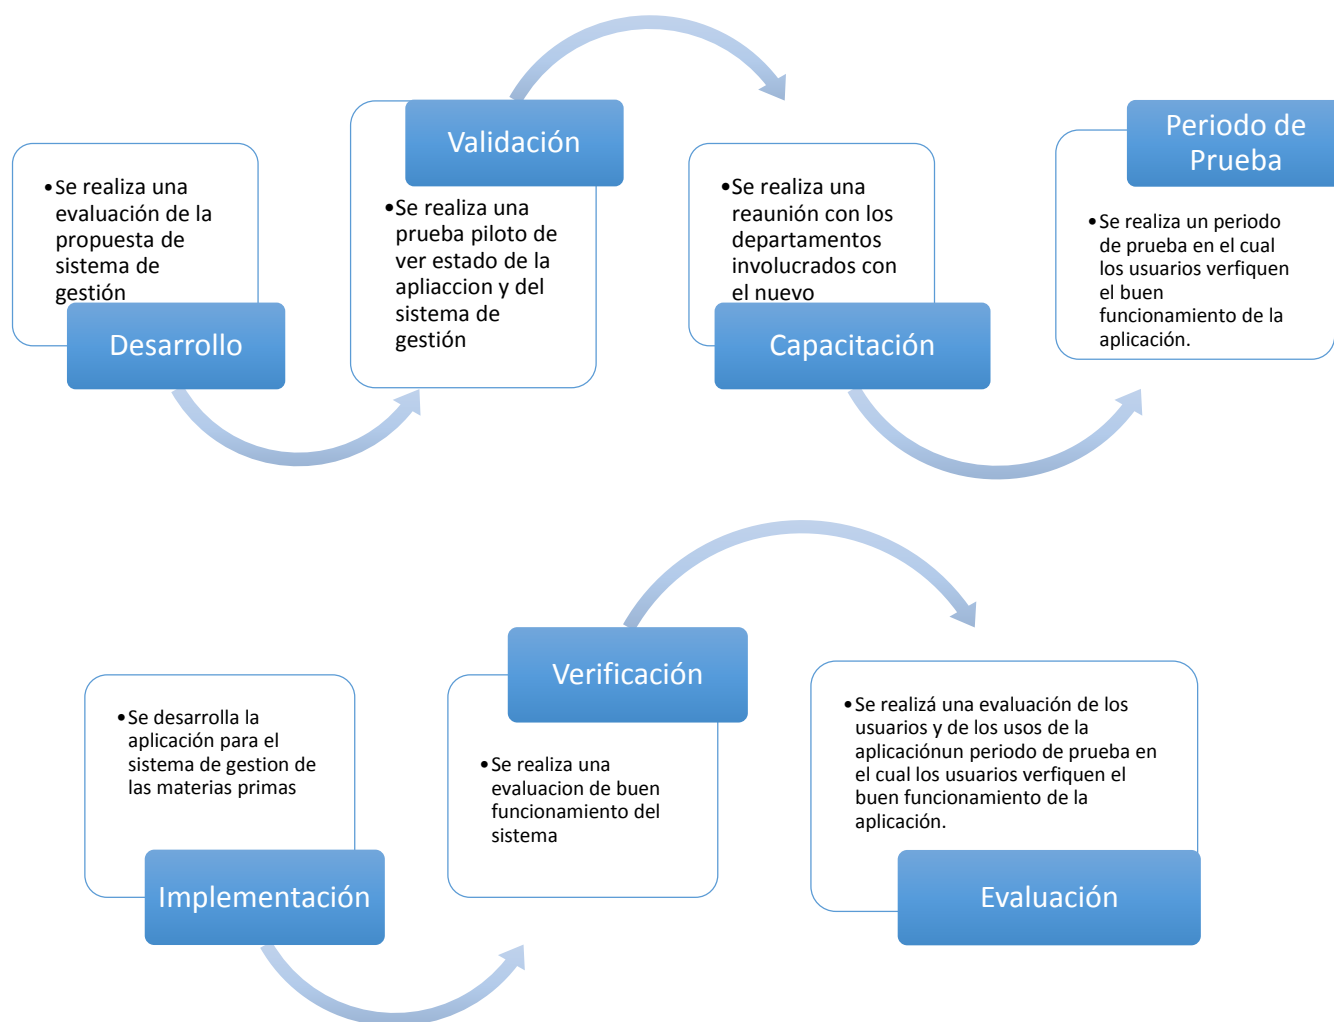 •Se realiza una
evaluación de la
propuesta de
sistema de
gestión
Desarrollo
Validación
•Se realiza una
prueba piloto de
ver estado de la
apliaccion y del
sistema de
gestión
•Se realiza una
reaunión con los
departamentos
involucrados con
el nuevo
Capacitación
Periodo de
Prueba
•Se realiza un periodo
de prueba en el cual
los usuarios verfiquen
el buen
funcionamiento de la
aplicación.
•Se desarrolla la
aplicación para el
sistema de gestion de
las materias primas
Implementación
Verificación
•Se realiza una
evaluacion de buen
funcionamiento del
sistema
•Se realizá una evaluación de los
usuarios y de los usos de la
aplicaciónun periodo de prueba en
el cual los usuarios verfiquen el
buen funcionamiento de la
aplicación.
Evaluación